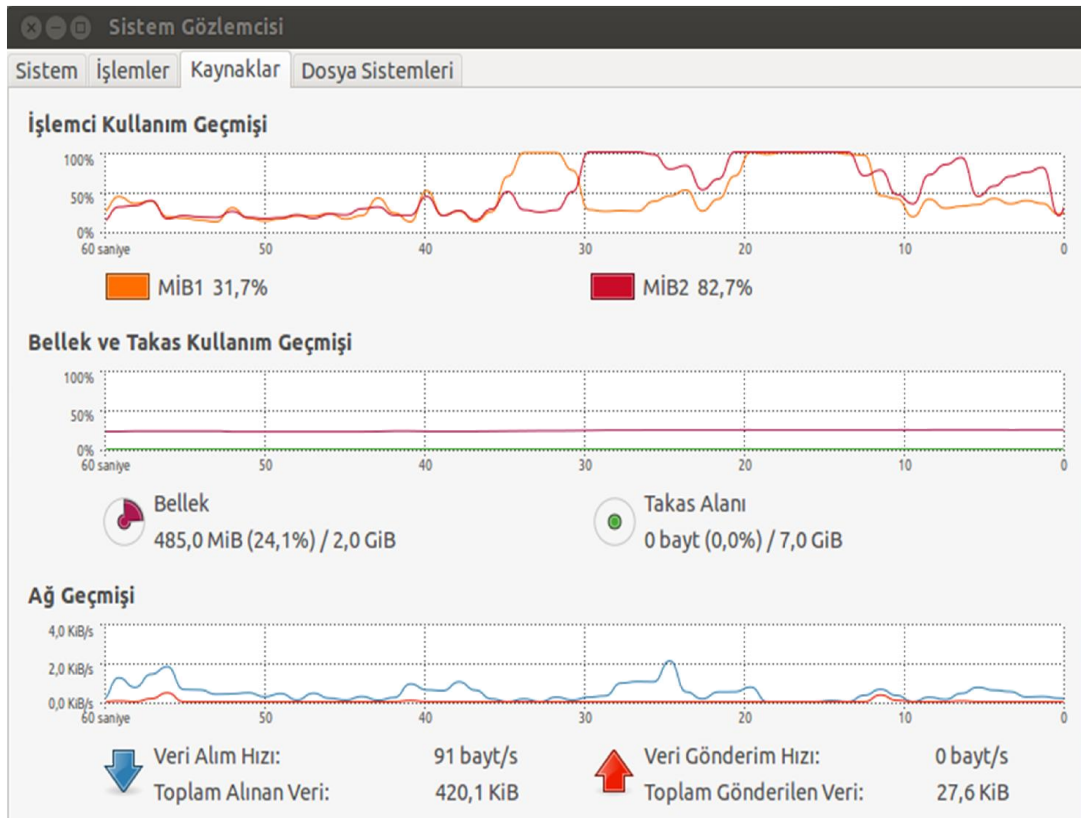 Sistem Gözlemcisi
Sistem İşlemler Kaynaklar Dosya Sistemleri
İşlemci Kullanım Geçmişi
100%
50%
0%
60 saniye 50 40 30 20 10 0
MİB1 31,7% MİB2 82,7%
Bellek ve Takas Kullanım Geçmişi
100%
50%
0%
60 saniye 50 40 30 20 10 0
Bellek Takas Alanı
485,0 MiB (24,1%) / 2,0 GiB 0 bayt (0,0%) / 7,0 GiB
Ağ Geçmişi
4,0 KiB/s
2,0 KiB/s
0,0 KiB/s
60 saniye 50 40 30 20 10 0
Veri Alım Hızı: 91 bayt/s Veri Gönderim Hızı: 0 bayt/s
Toplam Alınan Veri: 420,1 KiB Toplam Gönderilen Veri: 27,6 KiB